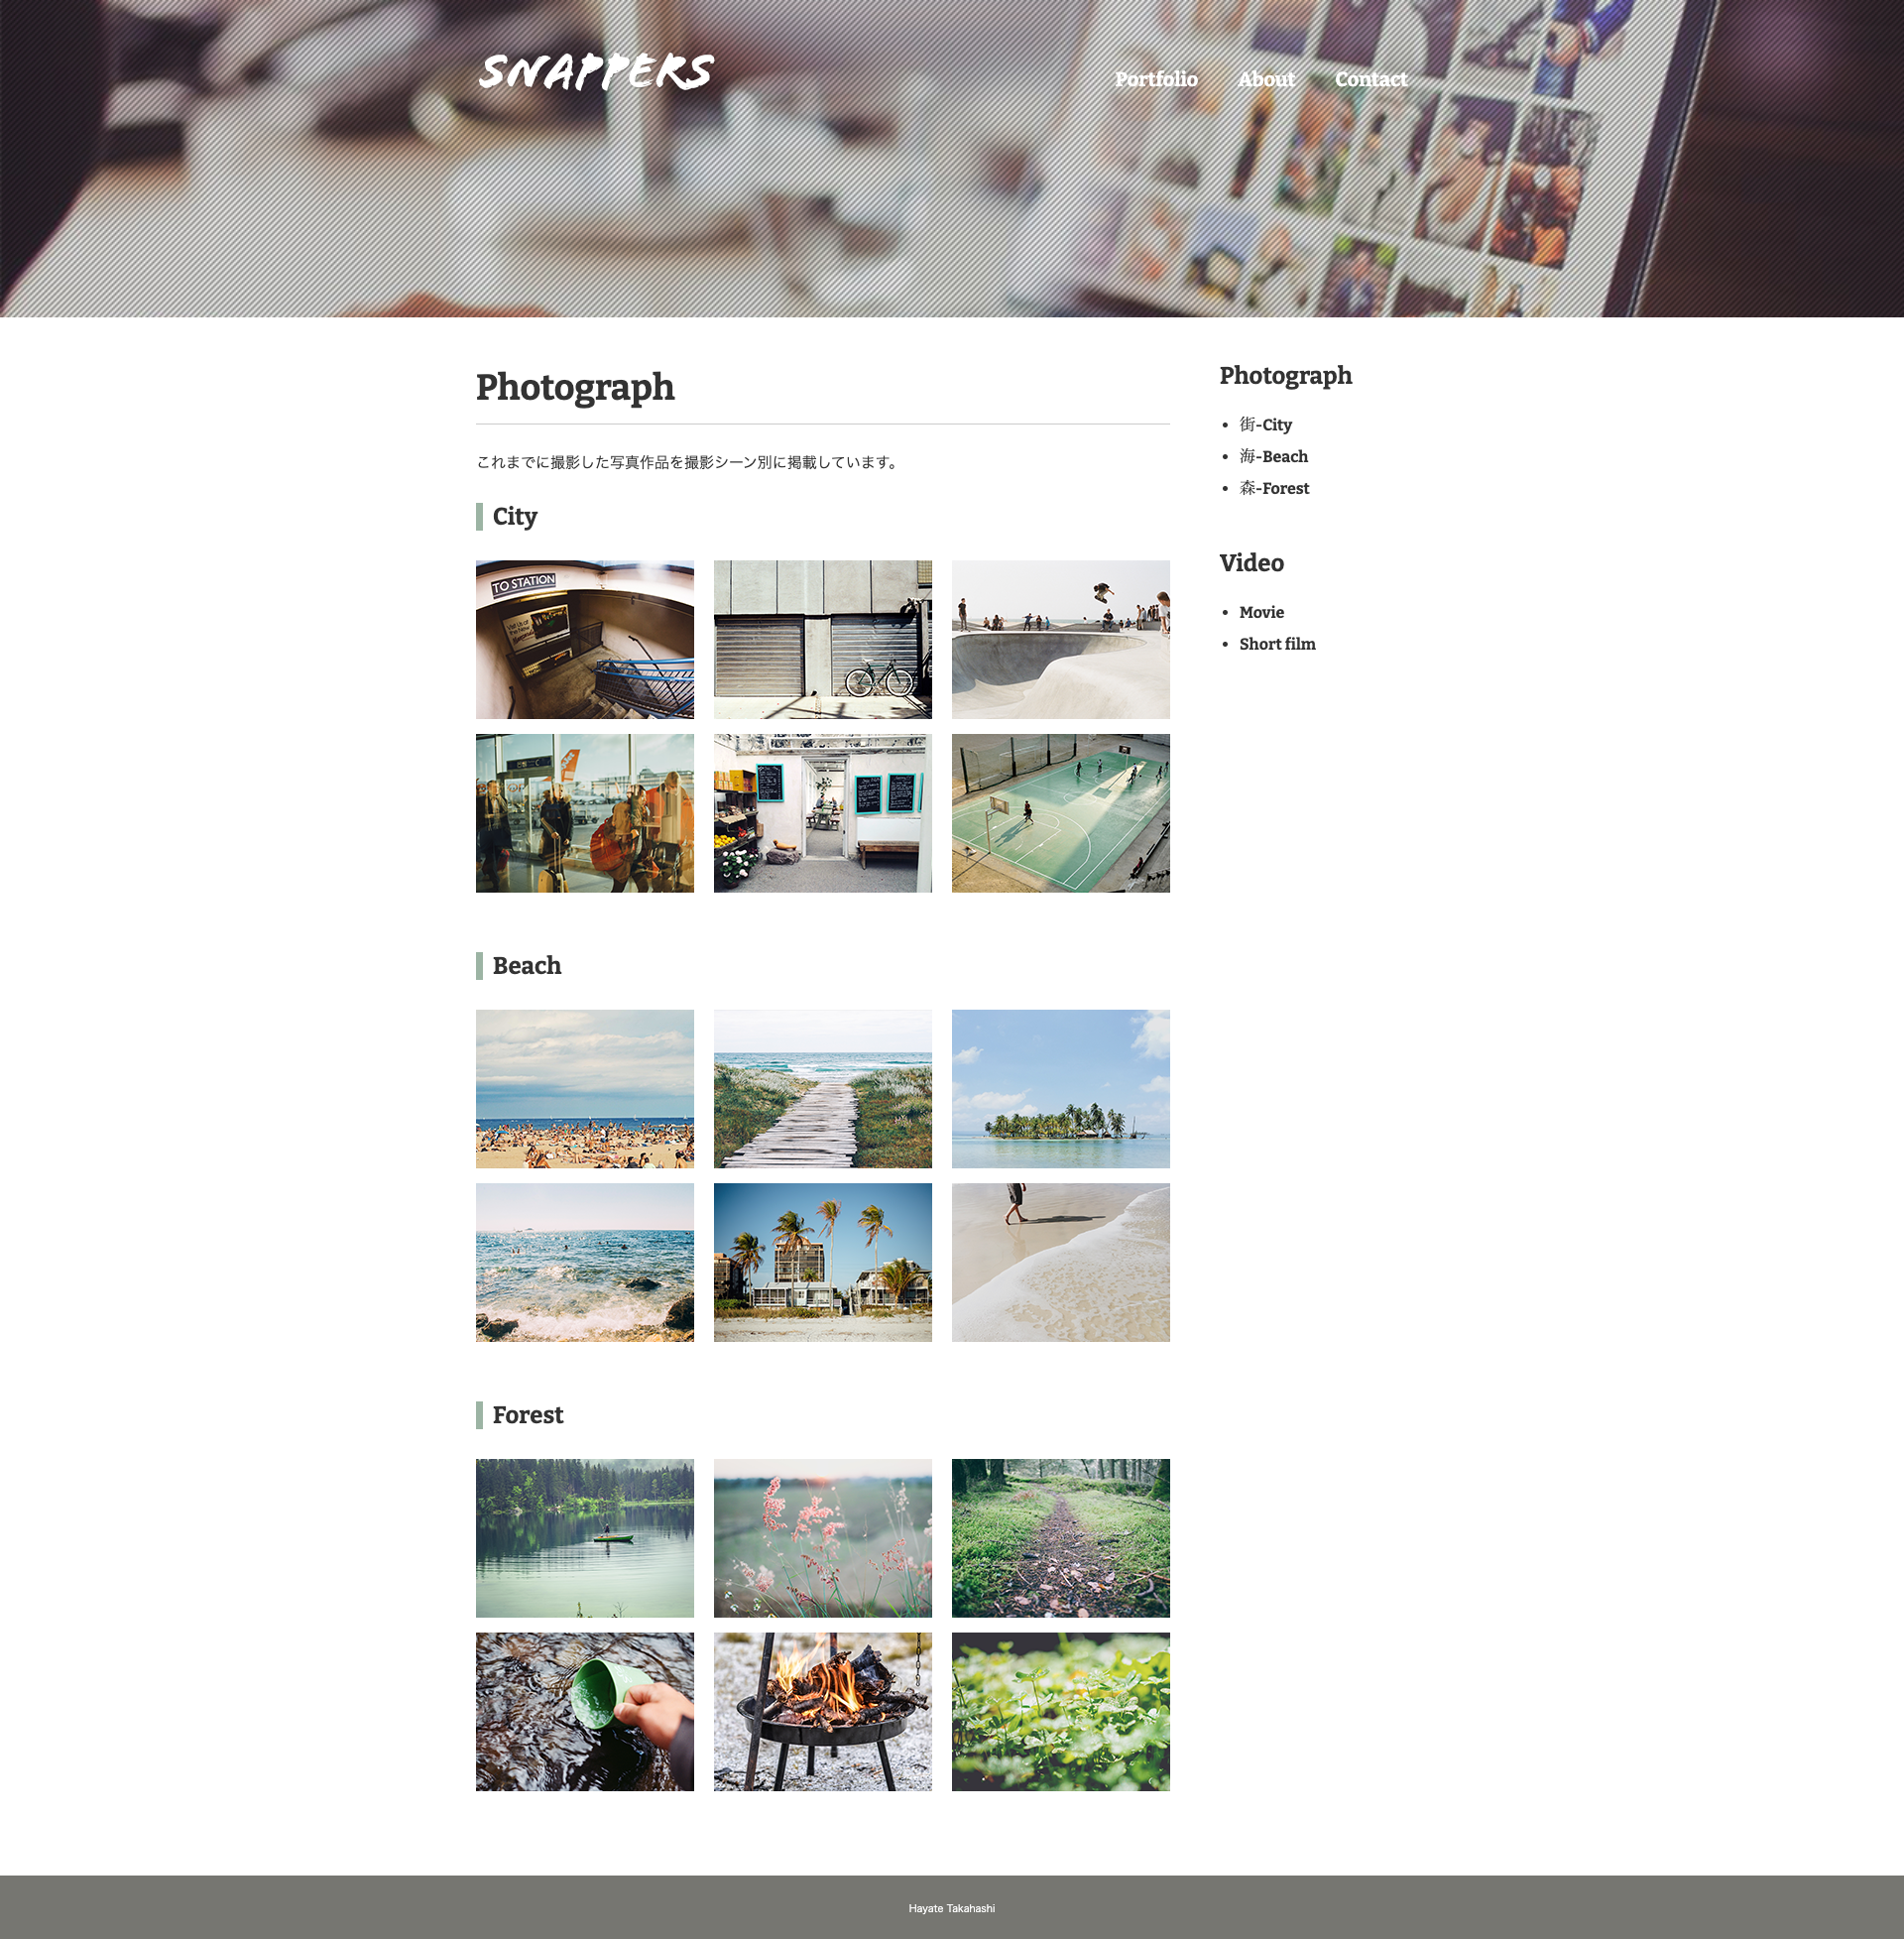 SNAPPERS
Portfolio About Contact
Photograph
これまでに撮影した写真作品を撮影シーン別に掲載しています。
City
TO STATION
Beach
Forest
Photograph
街-City
海-Beach
森-Forest
Video
Movie
Short film
Hayate Takahashi